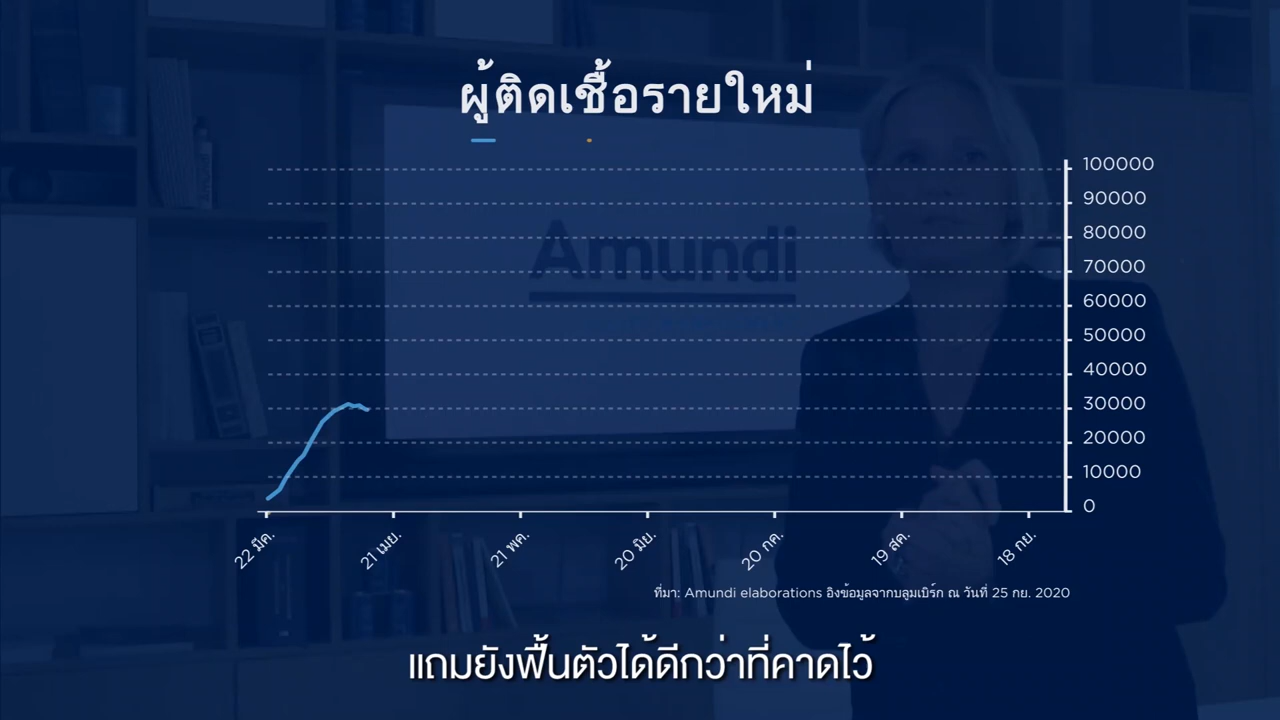 ผู้ติดเชื้อรายใหม่
Amundi
100000
90000
80000
70000
60000
50000
40000
30000
20000
10000
0
22 มีค.
21 เมย.
21 พค.
20 มิย.
20 กค.
19 สค.
18 กย.
ที่มา: Amundi elaborations อิงข้อมูลจากบลูมเบิร์ก ณ วันที่ 25 กย. 2020
แถมยังฟื้นตัวได้ดีกว่าที่คาดไว้